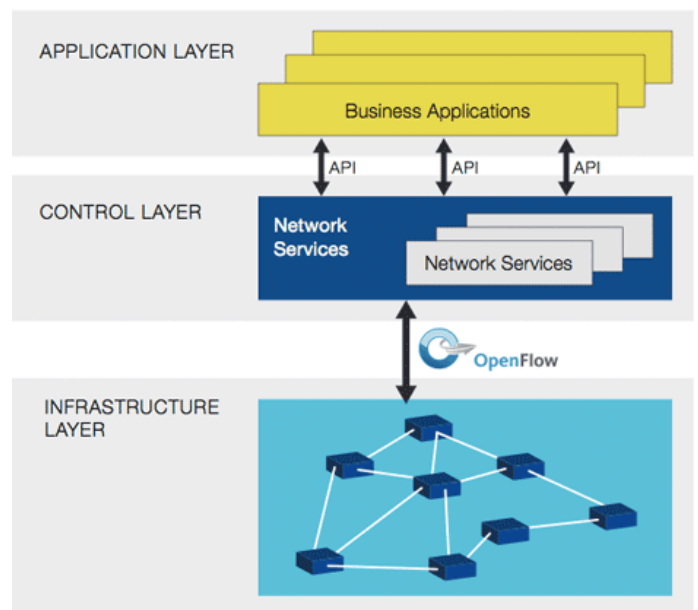 APPLICATION LAYER
Business Applications
API
API
API
CONTROL LAYER
Network
Services
Network Services
OpenFlow
INFRASTRUCTURE
LAYER